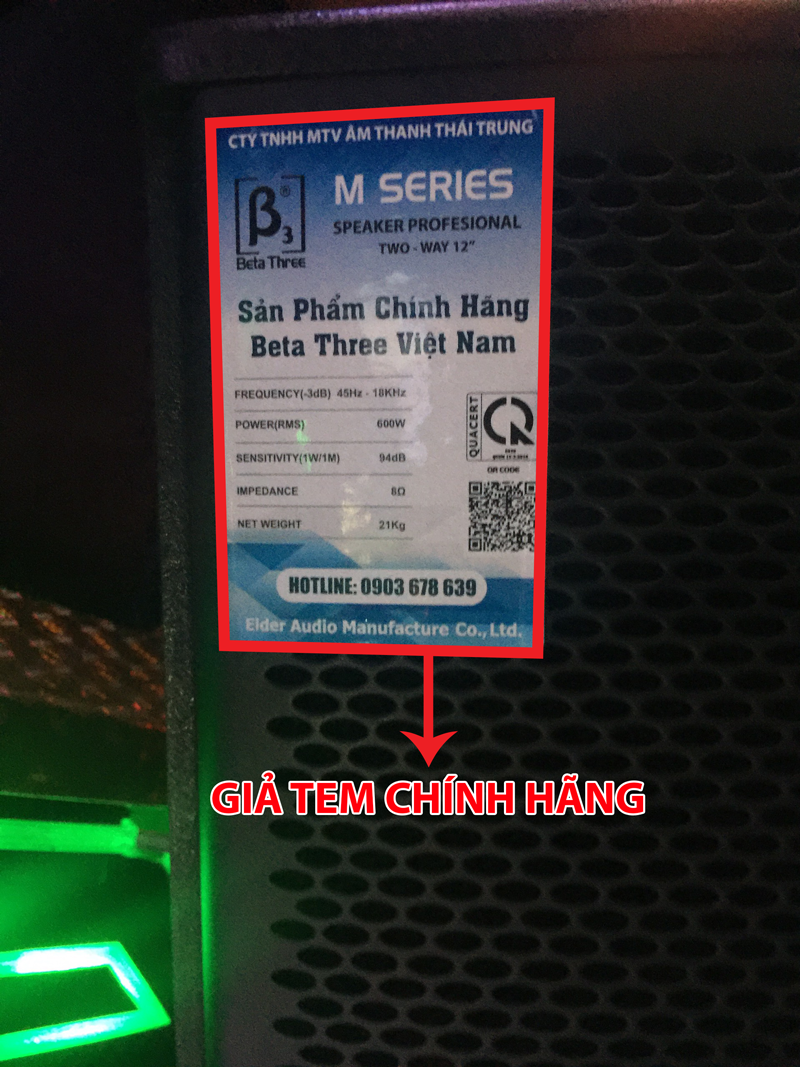 CTY TNHH MTV ÂM THANH THÁI TRUNG
β®3
Beta Three
M SERIES
SPEAKER PROFESIONAL
TWO - WAY 12"
Sản Phẩm Chính Hãng
Beta Three Việt Nam
FREQUENCY(-3dB) 45Hz - 18KHz
POWER(RMS) 600W
SENSITIVITY(1W/1M) 94dB
IMPEDANCE 8Ω
NET WEIGHT 21Kg
QUACERT
QR CODE
HOTLINE: 0903 678 639
Elder Audio Manufacture Co., Ltd.
GIẢ TEM CHÍNH HÃNG